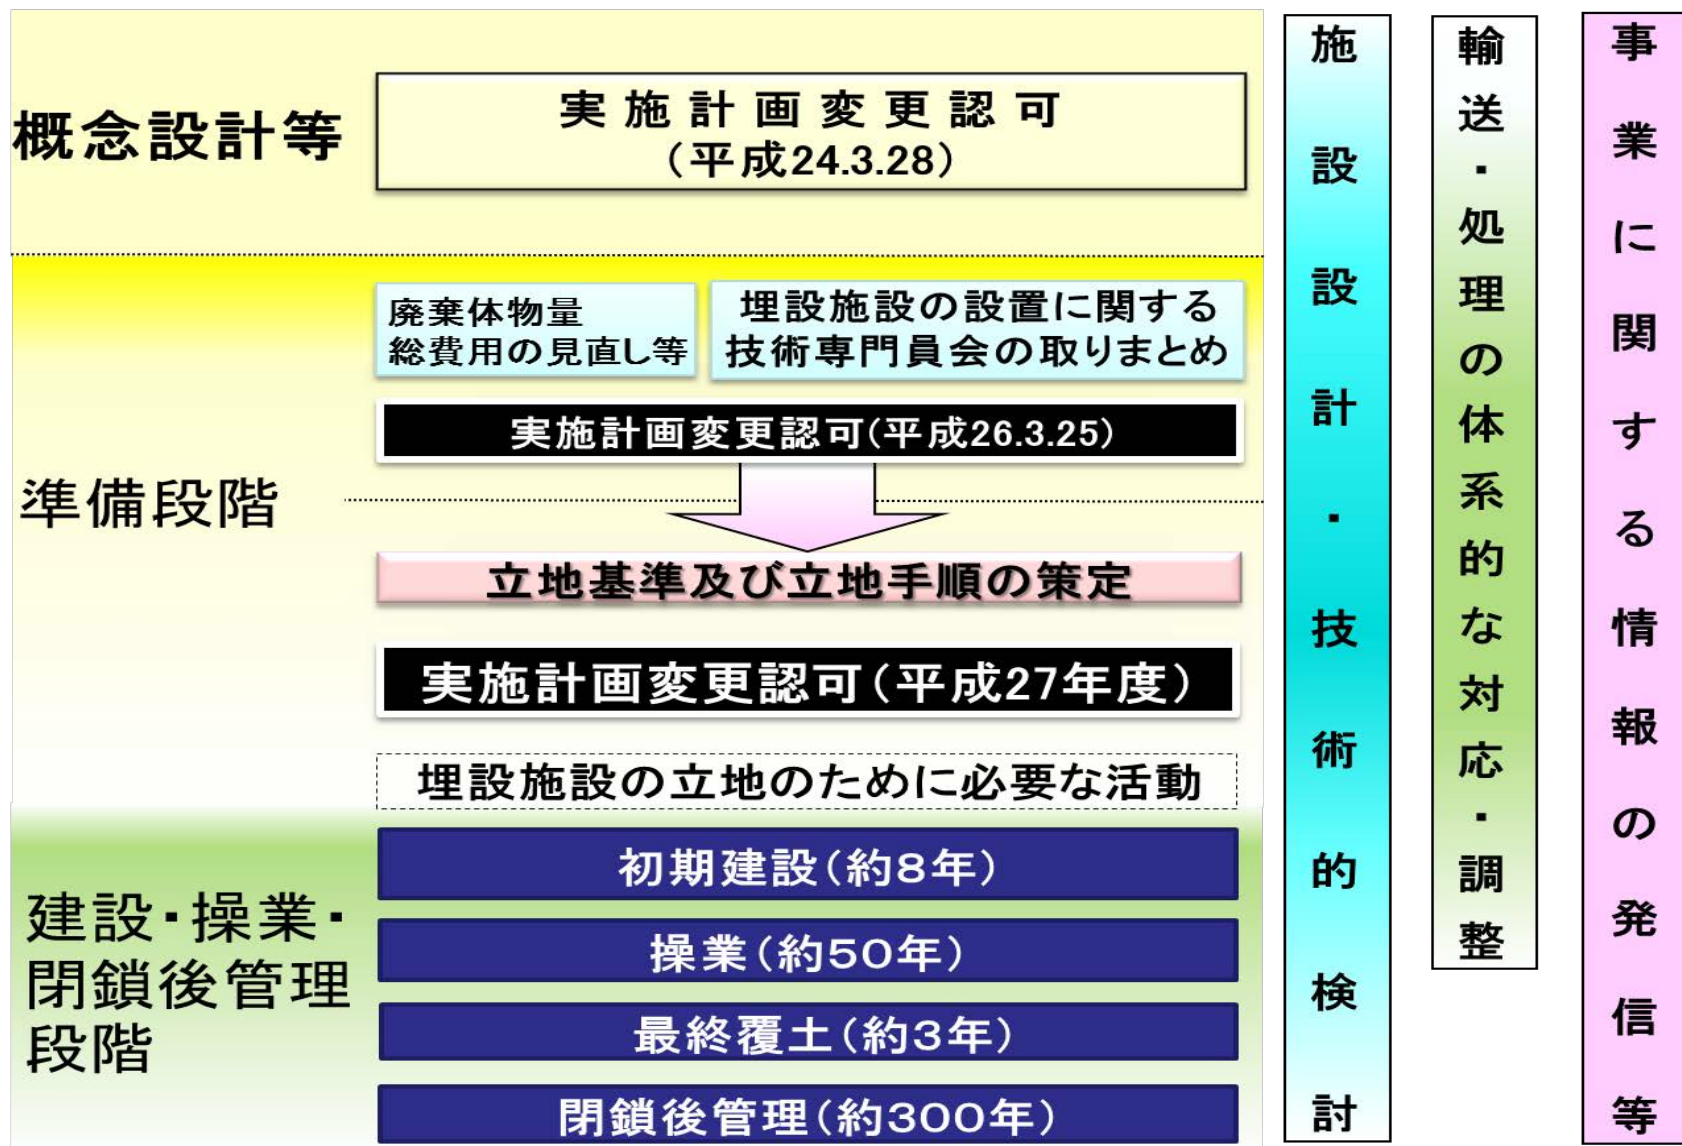 概念設計等
実施計画変更認可
(平成24.3.28)
廃棄体物量
総費用の見直し等
埋設施設の設置に関する
技術専門員会の取りまとめ
実施計画変更認可(平成26.3.25)
準備段階
立地基準及び立地手順の策定
実施計画変更認可(平成27年度)
埋設施設の立地のために必要な活動
建設・操業・
閉鎖後管理
段階
初期建設(約8年)
操業(約50年)
最終覆土(約3年)
閉鎖後管理(約300年)
施設設計・技術的検討
輸送・処理の体系的な対応・調整
事業に関する情報の発信等